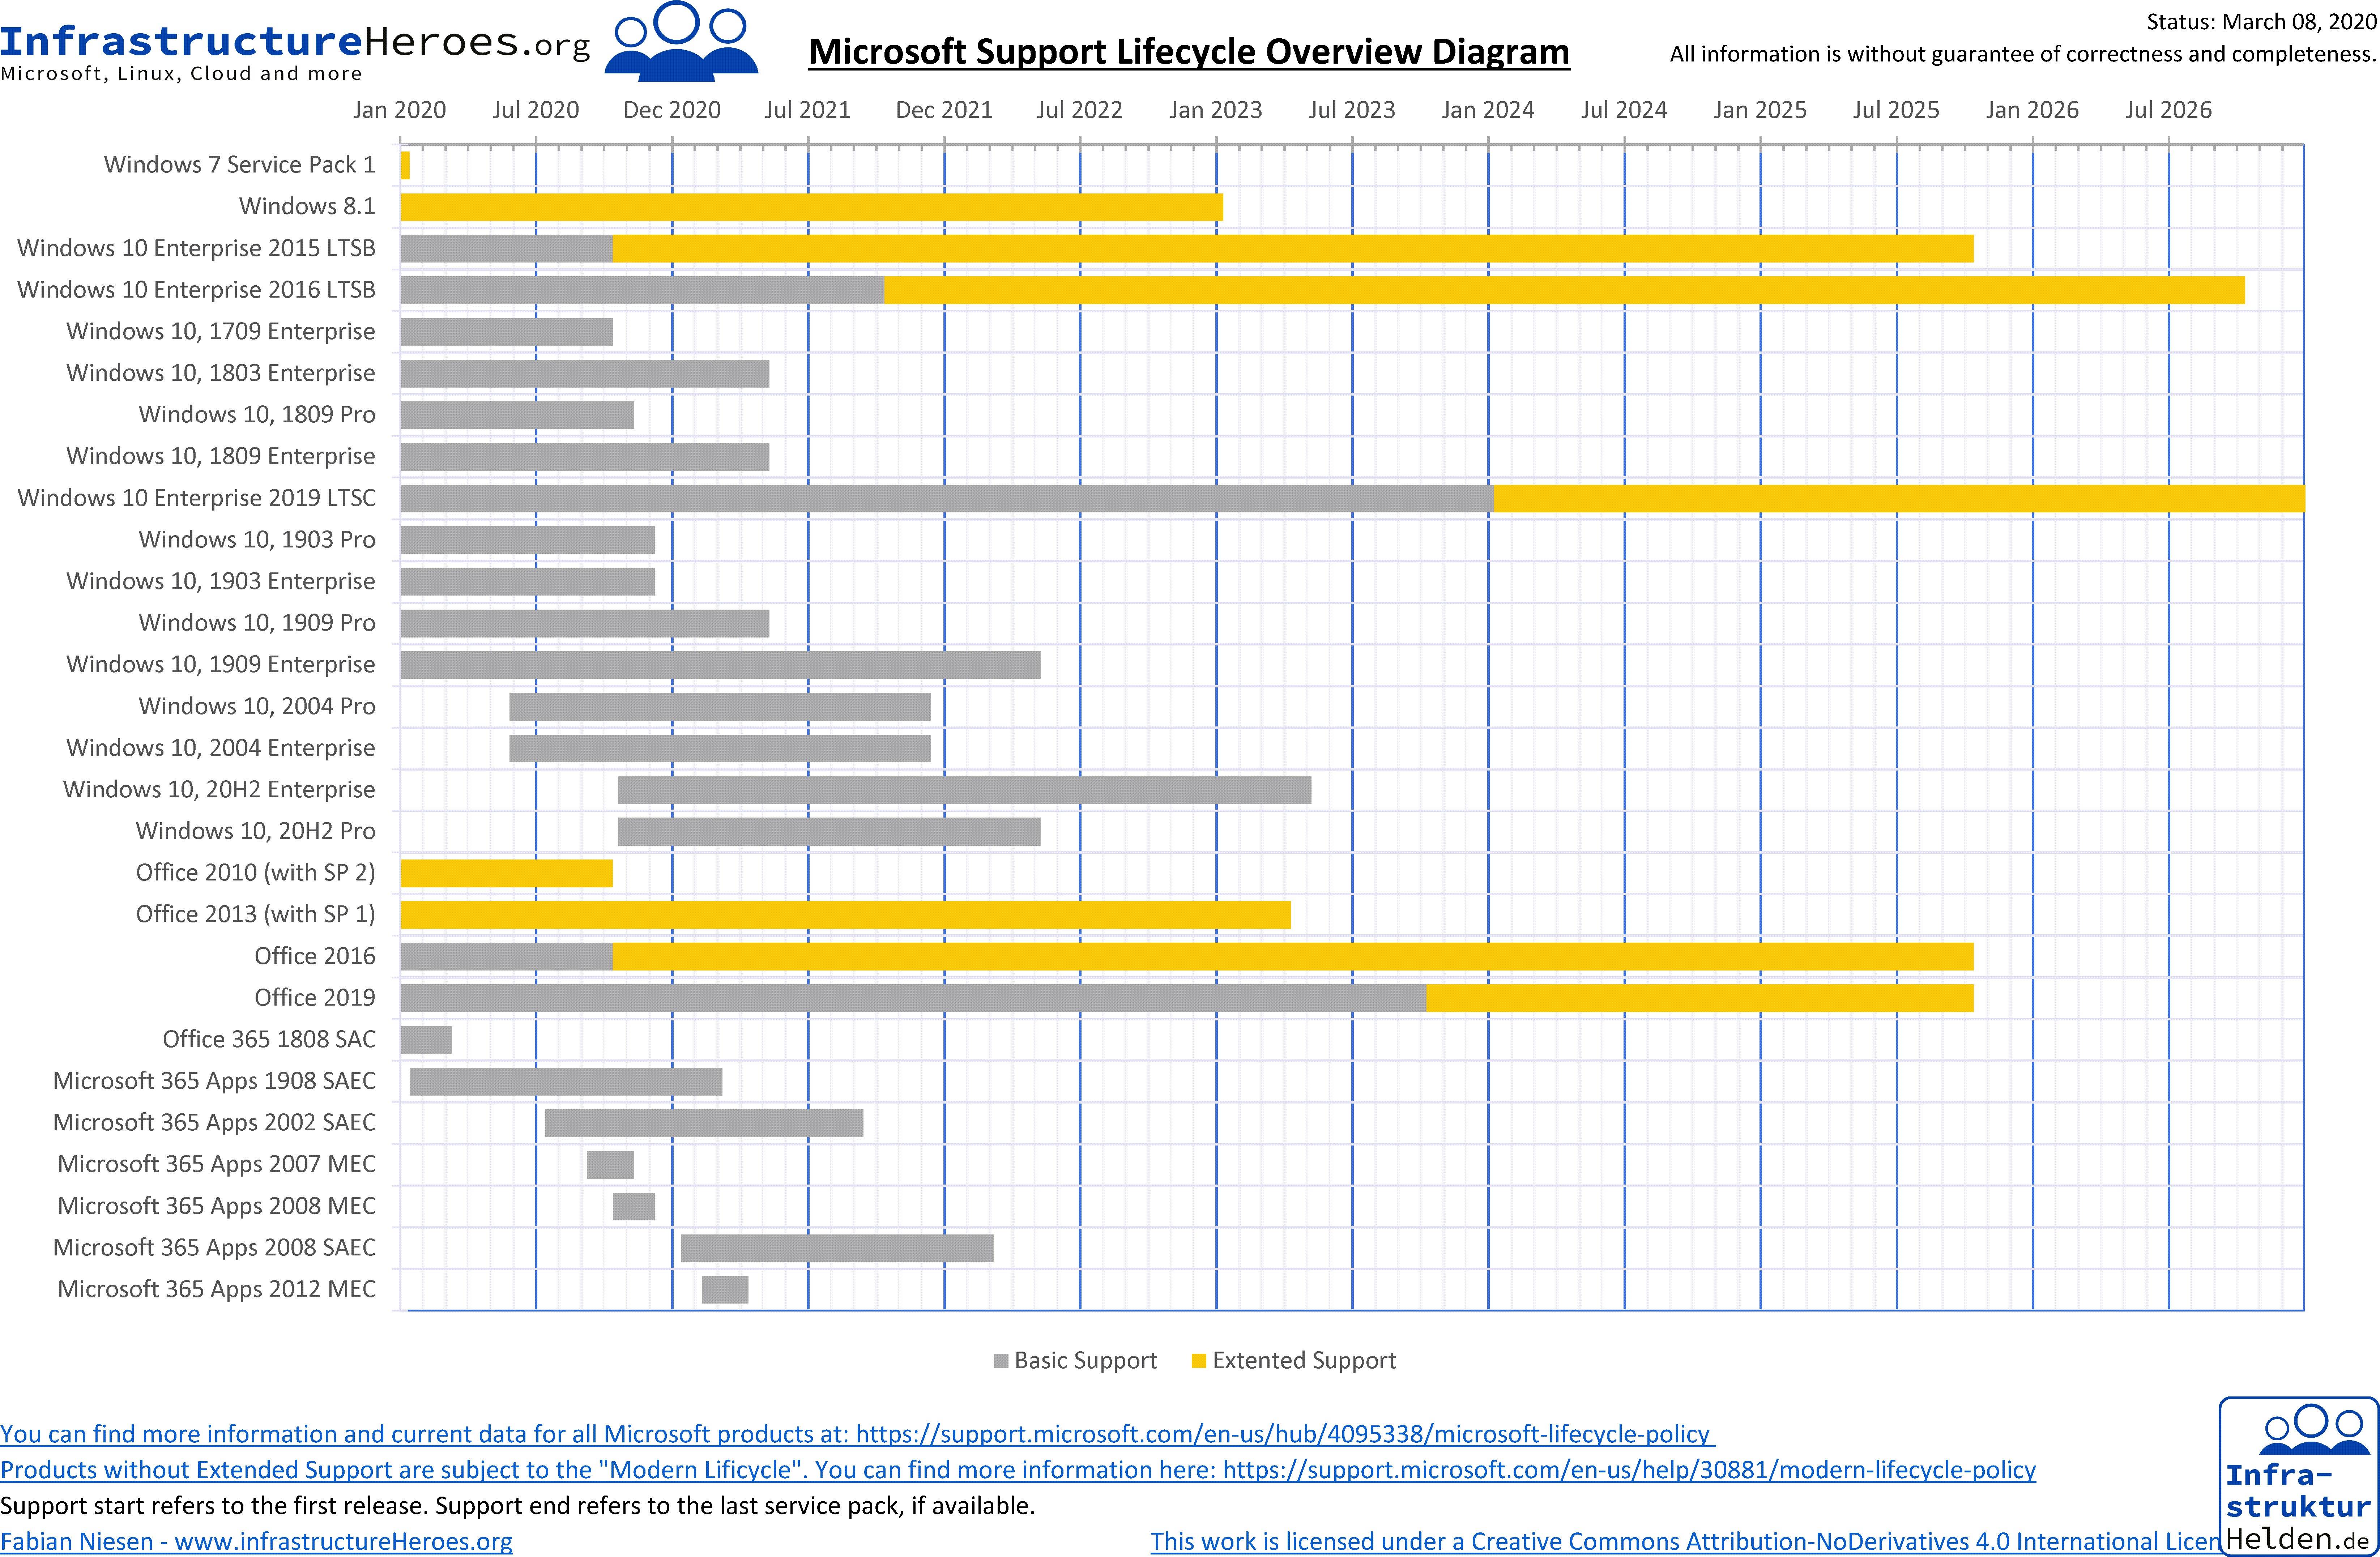 InfrastructureHeroes.org
Microsoft, Linux, Cloud and more
Microsoft Support Lifecycle Overview Diagram
Status: March 08, 2020
All information is without guarantee of correctness and completeness.
Jan 2020 Jul 2020 Dec 2020 Jul 2021 Dec 2021 Jul 2022 Jan 2023 Jul 2023 Jan 2024 Jul 2024 Jan 2025 Jul 2025 Jan 2026 Jul 2026
Windows 7 Service Pack 1
Windows 8.1
Windows 10 Enterprise 2015 LTSB
Windows 10 Enterprise 2016 LTSB
Windows 10, 1709 Enterprise
Windows 10, 1803 Enterprise
Windows 10, 1809 Pro
Windows 10, 1809 Enterprise
Windows 10 Enterprise 2019 LTSC
Windows 10, 1903 Pro
Windows 10, 1903 Enterprise
Windows 10, 1909 Pro
Windows 10, 1909 Enterprise
Windows 10, 2004 Pro
Windows 10, 2004 Enterprise
Windows 10, 20H2 Enterprise
Windows 10, 20H2 Pro
Office 2010 (with SP 2)
Office 2013 (with SP 1)
Office 2016
Office 2019
Office 365 1808 SAC
Microsoft 365 Apps 1908 SAEC
Microsoft 365 Apps 2002 SAEC
Microsoft 365 Apps 2007 MEC
Microsoft 365 Apps 2008 MEC
Microsoft 365 Apps 2008 SAEC
Microsoft 365 Apps 2012 MEC
Basic Support Extented Support
You can find more information and current data for all Microsoft products at: https://support.microsoft.com/en-us/hub/4095338/microsoft-lifecycle-policy
Products without Extended Support are subject to the "Modern Lificycle". You can find more information here: https://support.microsoft.com/en-us/help/30881/modern-lifecycle-policy
Support start refers to the first release. Support end refers to the last service pack, if available.
Fabian Niesen - www.infrastructureHeroes.org
This work is licensed under a Creative Commons Attribution-NoDerivatives 4.0 International Licen
Infra-
struktur
Helden.de